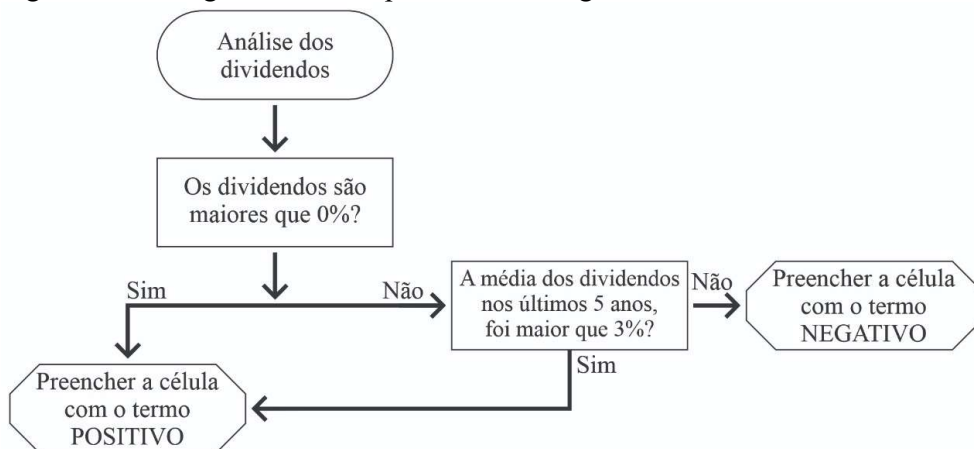 Análise dos
dividendos
Os dividendos são
maiores que 0%?
Sim
Não
A média dos dividendos
nos últimos 5 anos,
foi maior que 3%?
Não
Preencher a célula
com o termo
NEGATIVO
Sim
Preencher a célula
com o termo
POSITIVO